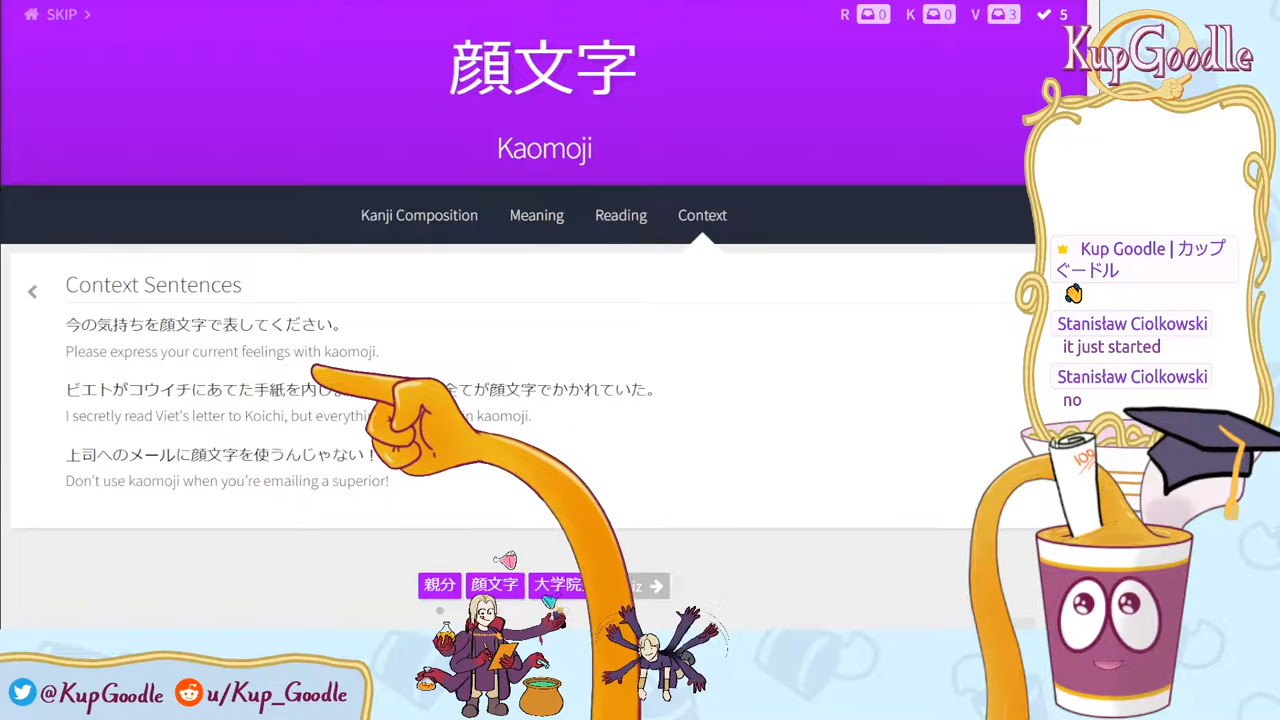 SKIP
R 0 K 0 V 3 5
顔文字
Kaomoji
Kanji Composition Meaning Reading Context
Context Sentences
今の気持ちを顔文字で表してください。
Please express your current feelings with kaomoji.
ビエトがコウイチにあてた手紙を内し 全てが顔文字でかかれていた。
I secretly read Viet's letter to Koichi, but in kaomoji.
上司へのメールに顔文字を使うんじゃない！
Don't use kaomoji when you're emailing a superior!
親分 顔文字 大学院
KupGoodle
Kup Goodle | カップ
ぐードル
Stanisław Ciolkowski
it just started
Stanisław Ciolkowski
no
100
@KupGoodle u/Kup_Goodle